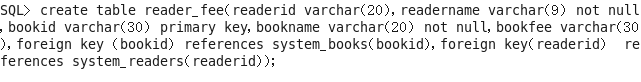 SQL> create table reader_fee(readerid varchar(20),readername varchar(9) not null
,bookid varchar(30) primary key,bookname varchar(20) not null,bookfee varchar(30
),foreign key (bookid) references system_books(bookid),foreign key(readerid)  re
ferences system_readers(readerid));